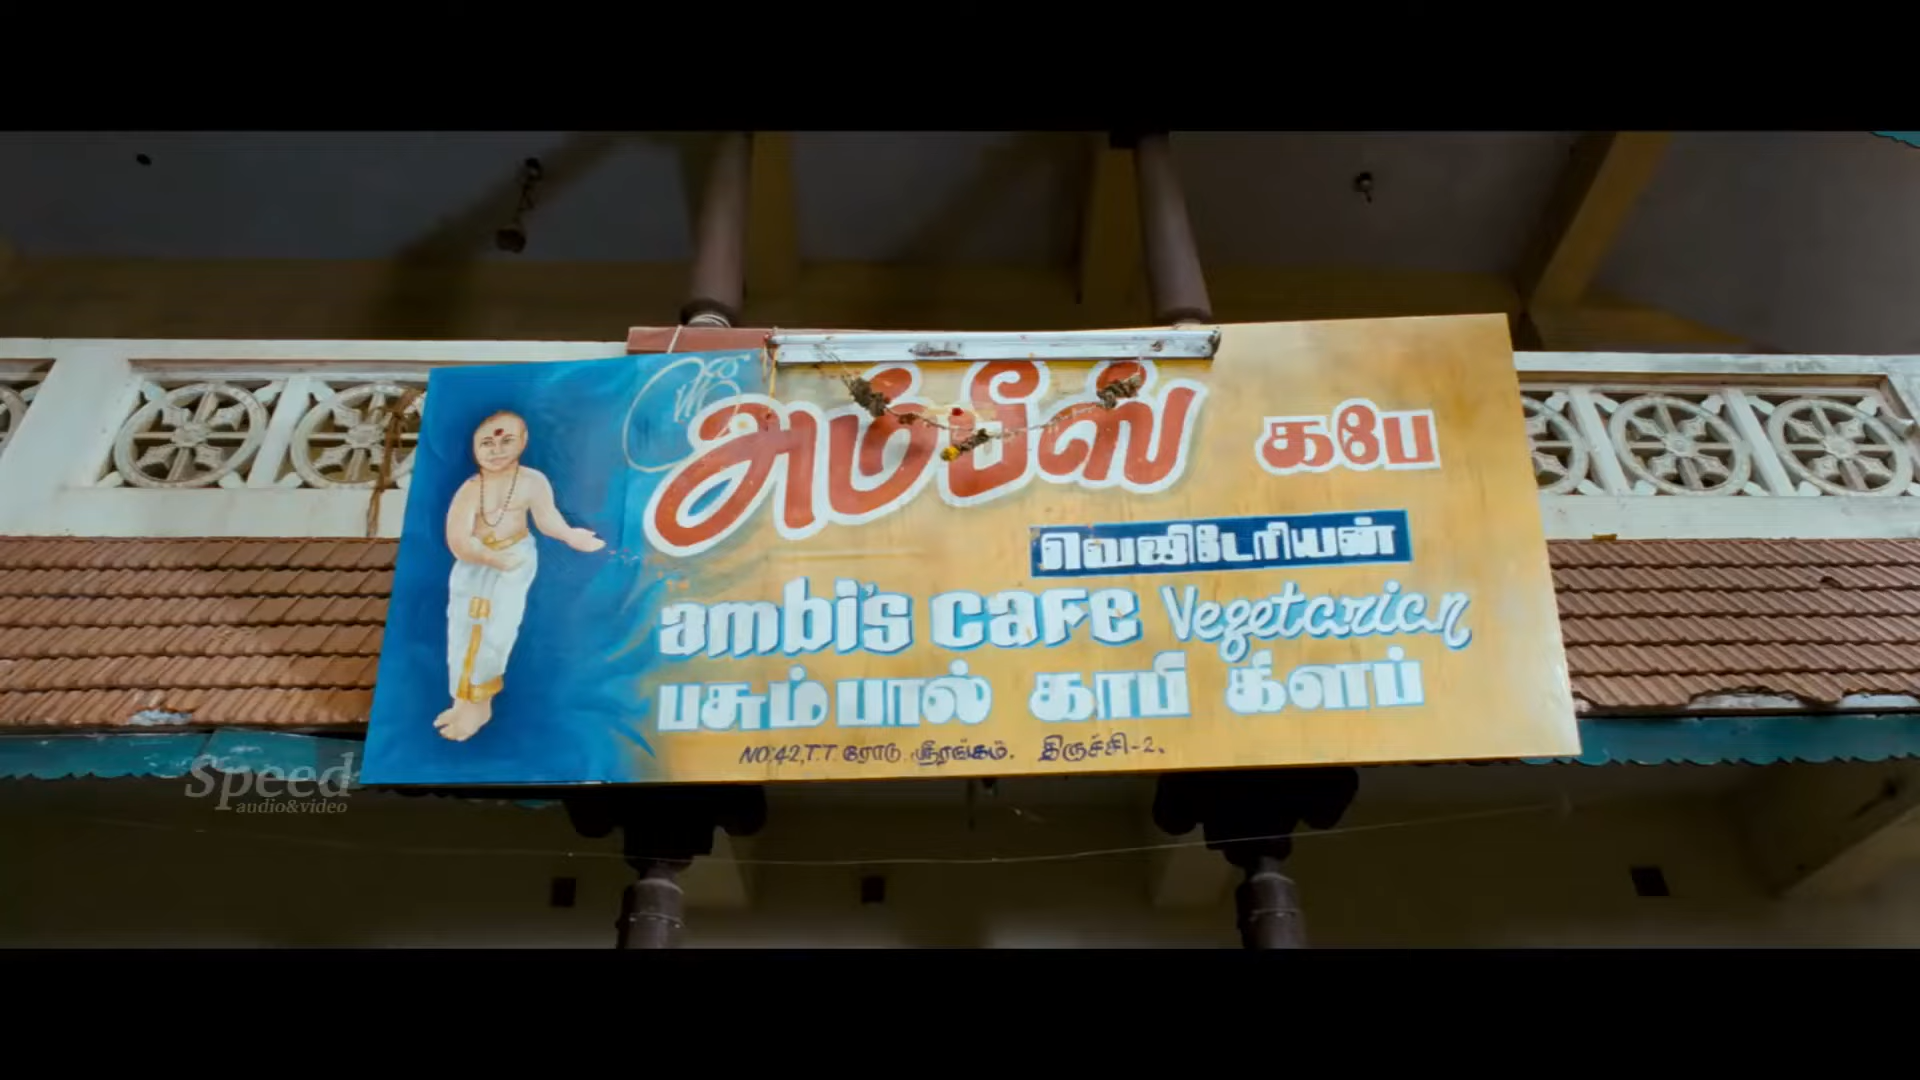 ஸ்ரீ
அம்பீஸ் கபே
வெஜிடேரியன்
ambi's cafe Vegetarian
பசும்பால் காபி கிளப்
NO:42,T.T. ரோடு ஸ்ரீரங்கம். திருச்சி-2.
Speed
audio&video